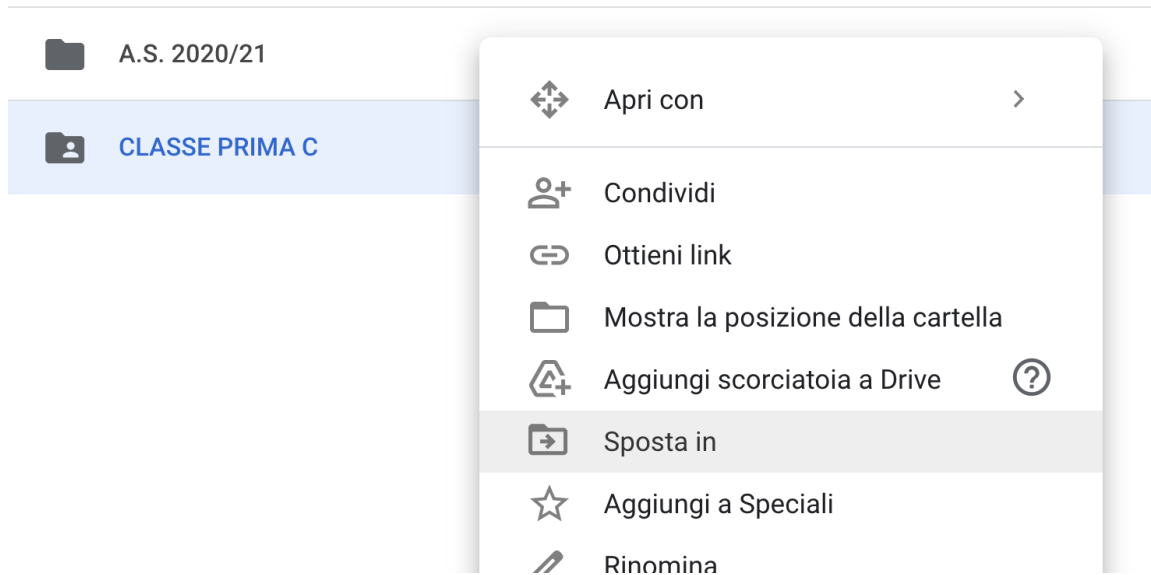 A.S. 2020/21
CLASSE PRIMA C
Apri con
Condividi
Ottieni link
Mostra la posizione della cartella
Aggiungi scorciatoia a Drive
Sposta in
Aggiungi a Speciali
Rinomina